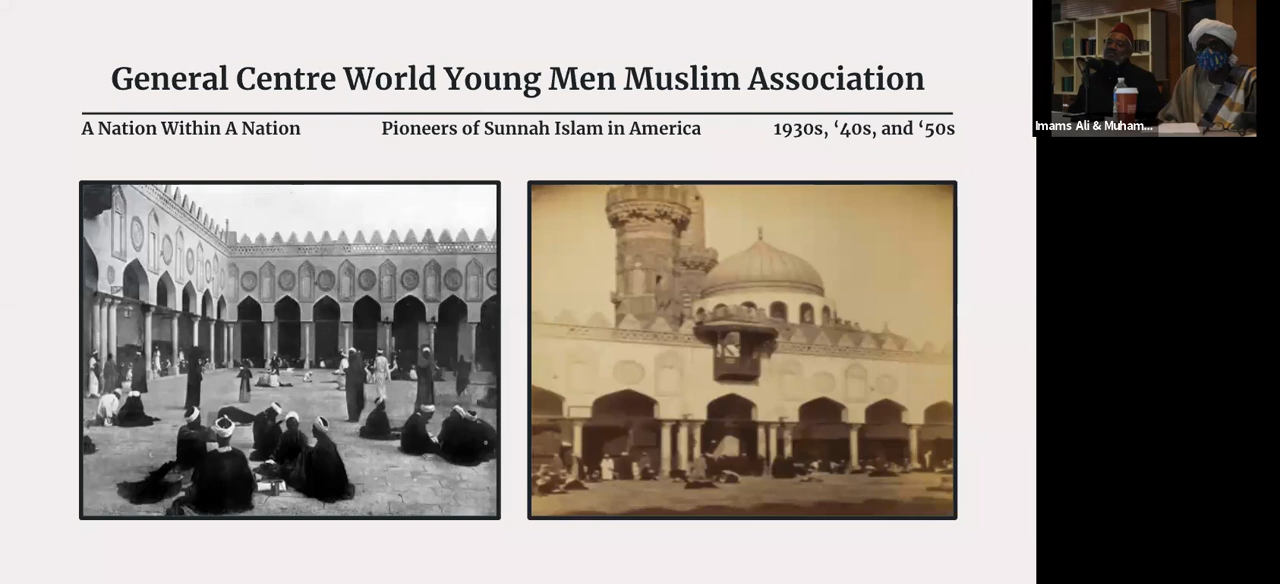 General Centre World Young Men Muslim Association
A Nation Within A Nation
Pioneers of Sunnah Islam in America
1930s, ‘40s, and ‘50s
Imams Ali & Muham...